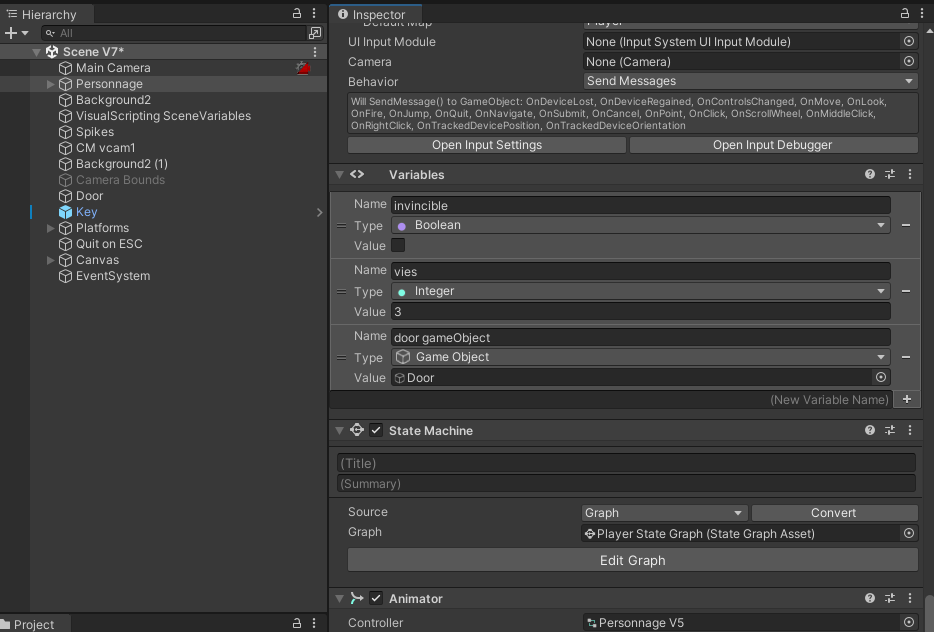 Hierarchy
All
Scene V7*
Main Camera
Personnage
Background2
VisualScripting SceneVariables
Spikes
CM vcam1
Background2 (1)
Camera Bounds
Door
Key
Platforms
Quit on ESC
Canvas
EventSystem
Project
Inspector
Default Map
Player
UI Input Module None (Input System UI Input Module)
Camera None (Camera)
Behavior Send Messages
Will SendMessage() to GameObject: OnDeviceLost, OnDeviceRegained, OnControlsChanged, OnMove, OnLook,
OnFire, OnJump, OnQuit, OnNavigate, OnSubmit, OnCancel, OnPoint, OnClick, OnScrollWheel, OnMiddleClick,
OnRightClick, OnTrackedDevicePosition, OnTrackedDeviceOrientation
Open Input Settings Open Input Debugger
Variables
Name invincible
Type Boolean
Value
Name vies
Type Integer
Value 3
Name door gameObject
Type Game Object
Value Door
(New Variable Name)
State Machine
(Title)
(Summary)
Source Graph Convert
Graph Player State Graph (State Graph Asset)
Edit Graph
Animator
Controller Personnage V5